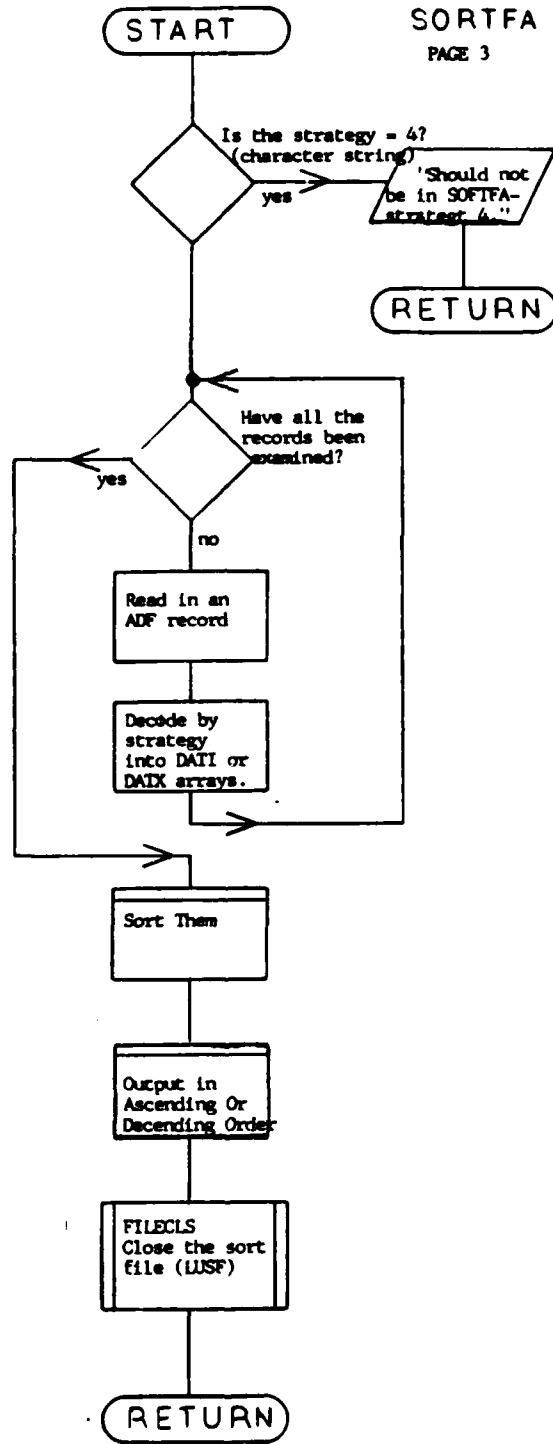 START
SORTFA
PAGE 3
Is the strategy = 4?
(character string)
yes
"Should not
be in SOFTFA-
strategt 4."
RETURN
Have all the
records been
examined?
yes
no
Read in an
ADF record
Decode by
strategy
into DATI or
DATX arrays.
Sort Them
Output in
Ascending Or
Decending Order
FILECLS
Close the sort
file (LUSF)
RETURN